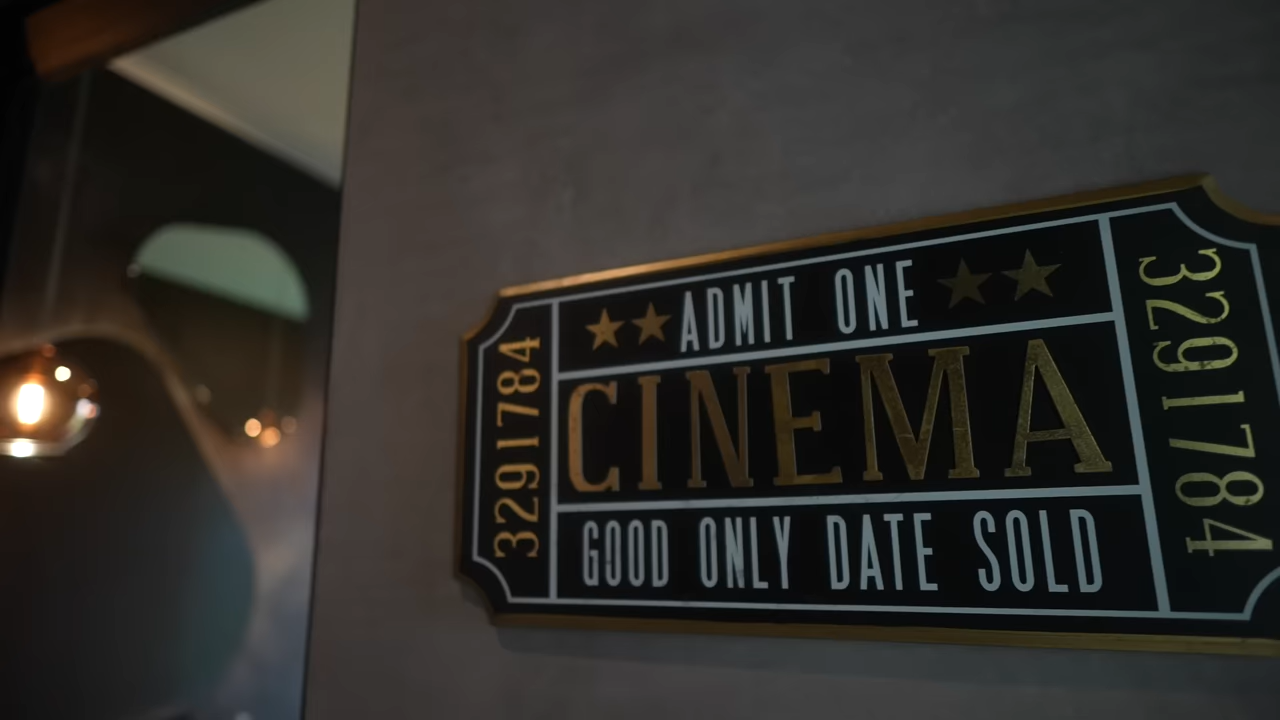 3291784
ADMIT ONE
CINEMA
GOOD ONLY DATE SOLD
3291784